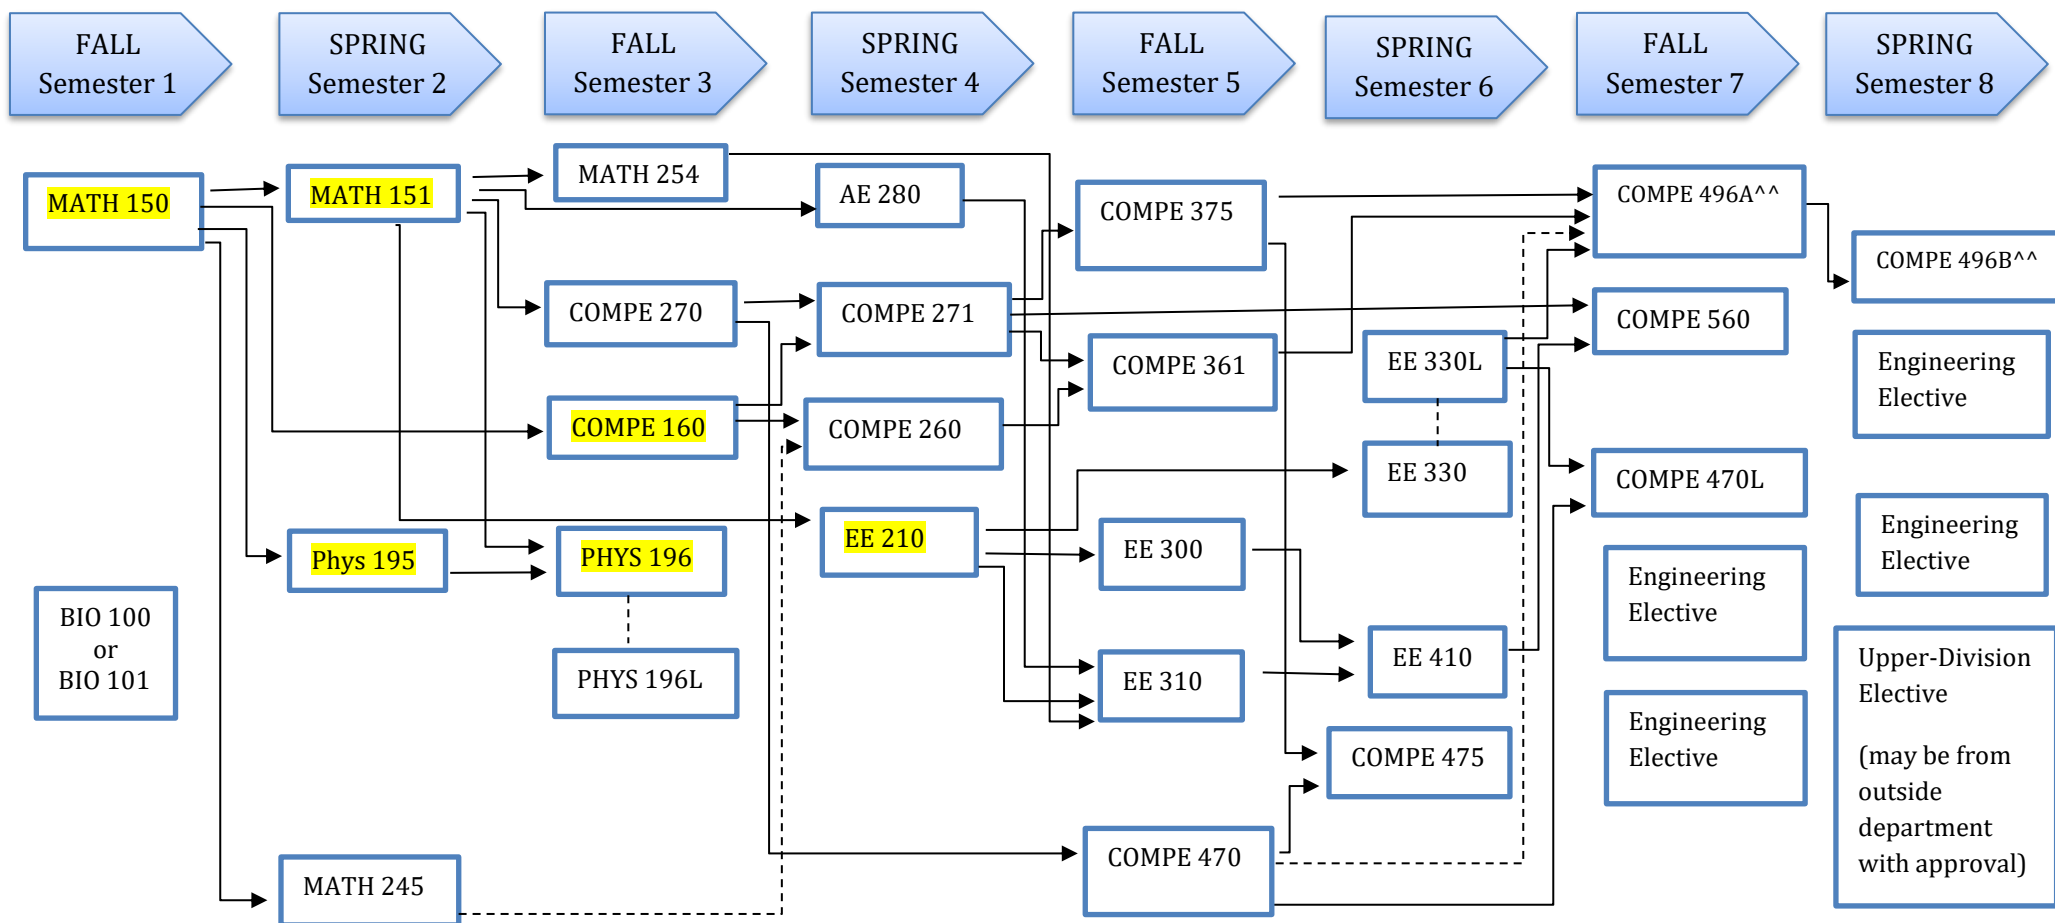 FALL
Semester 1
SPRING
Semester 2
FALL
Semester 3
SPRING
Semester 4
FALL
Semester 5
SPRING
Semester 6
FALL
Semester 7
SPRING
Semester 8
MATH 150
BIO 100
or
BIO 101
MATH 151
Phys 195
MATH 245
MATH 254
COMPE 270
COMPE 160
PHYS 196
PHYS 196L
AE 280
COMPE 271
COMPE 260
EE 210
COMPE 375
COMPE 361
EE 300
EE 310
COMPE 470
EE 330L
EE 330
EE 410
COMPE 475
COMPE 496A^^
COMPE 560
COMPE 470L
Engineering
Elective
Engineering
Elective
COMPE 496B^^
Engineering
Elective
Engineering
Elective
Upper-Division
Elective
(may be from
outside
department
with approval)